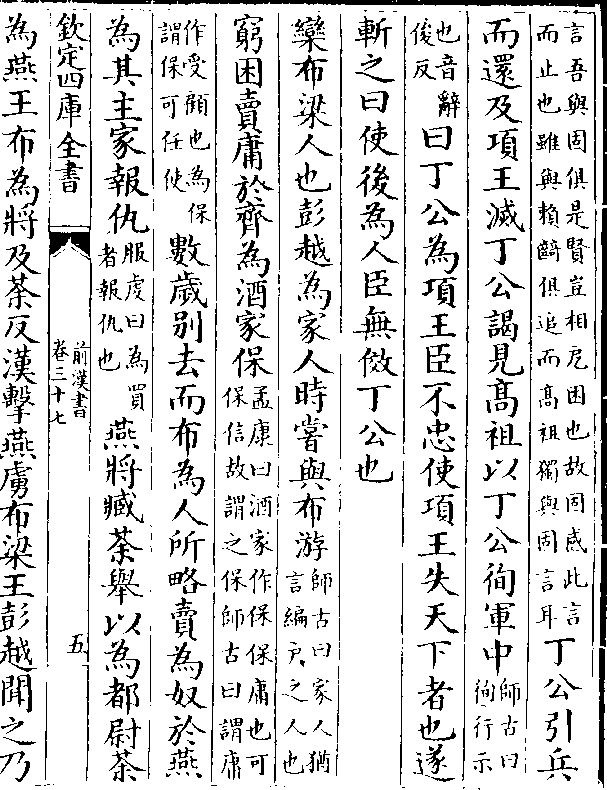 言吾與固俱是賢豈相厄困也故固感此言
而止也雖與賴齮俱追而高祖獨與固言耳
丁公引兵
而還及項王滅丁公謁見高祖以丁公徇軍中
師古曰
徇行示
也音辭
俊反
曰丁公為項王臣不忠使項王失天下者也遂
斬之曰使後為人臣無傚丁公也
欒布梁人也彭越為家人時嘗與布游
師古曰家人猶
言編戶之人也
窮困賣庸於齊為酒家保
孟康曰酒家作保保庸也可
保信故謂之保師古曰謂庸
作受顧也為保
謂保可任使
數歲别去而布為人所略賣為奴於燕
為其主家報仇
服虔曰為買
者報仇也
燕將臧荼舉以為都尉荼
欽定四庫全書
前漢書
卷三十七
五
為燕王布為將及荼反漢擊燕虜布梁王彭越聞之乃